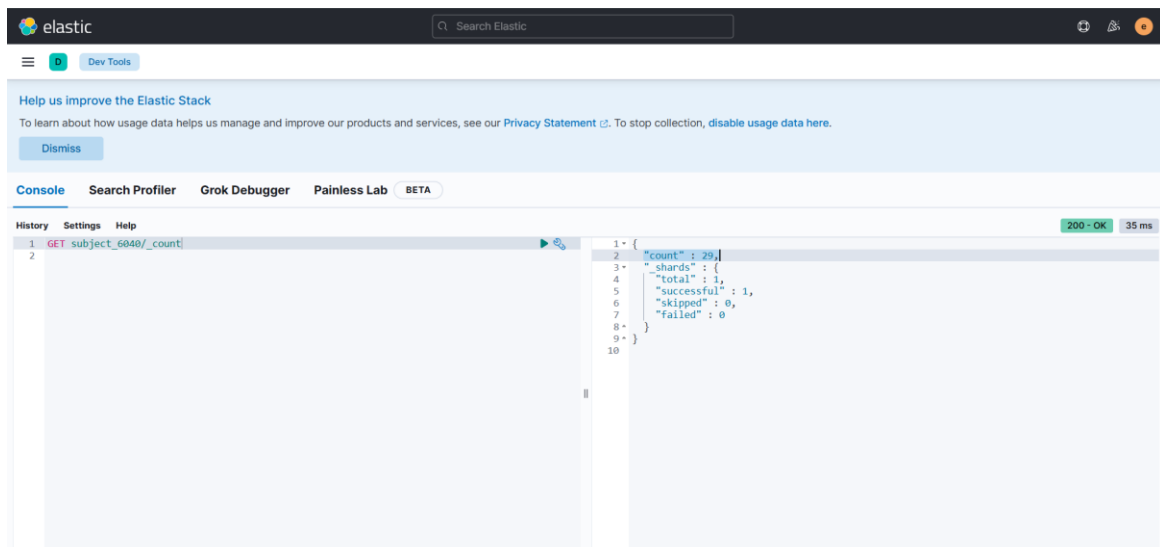 elastic
Search Elastic
e
D
Dev Tools
Help us improve the Elastic Stack
To learn about how usage data helps us manage and improve our products and services, see our Privacy Statement. To stop collection, disable usage data here.
Dismiss
Console Search Profiler Grok Debugger Painless Lab BETA
History Settings Help
200 - OK 35 ms
1 GET subject_6040/_count
2
1 {
2 "count" : 29,
3 "_shards" : {
4 "total" : 1,
5 "successful" : 1,
6 "skipped" : 0,
7 "failed" : 0
8 }
9 }
10